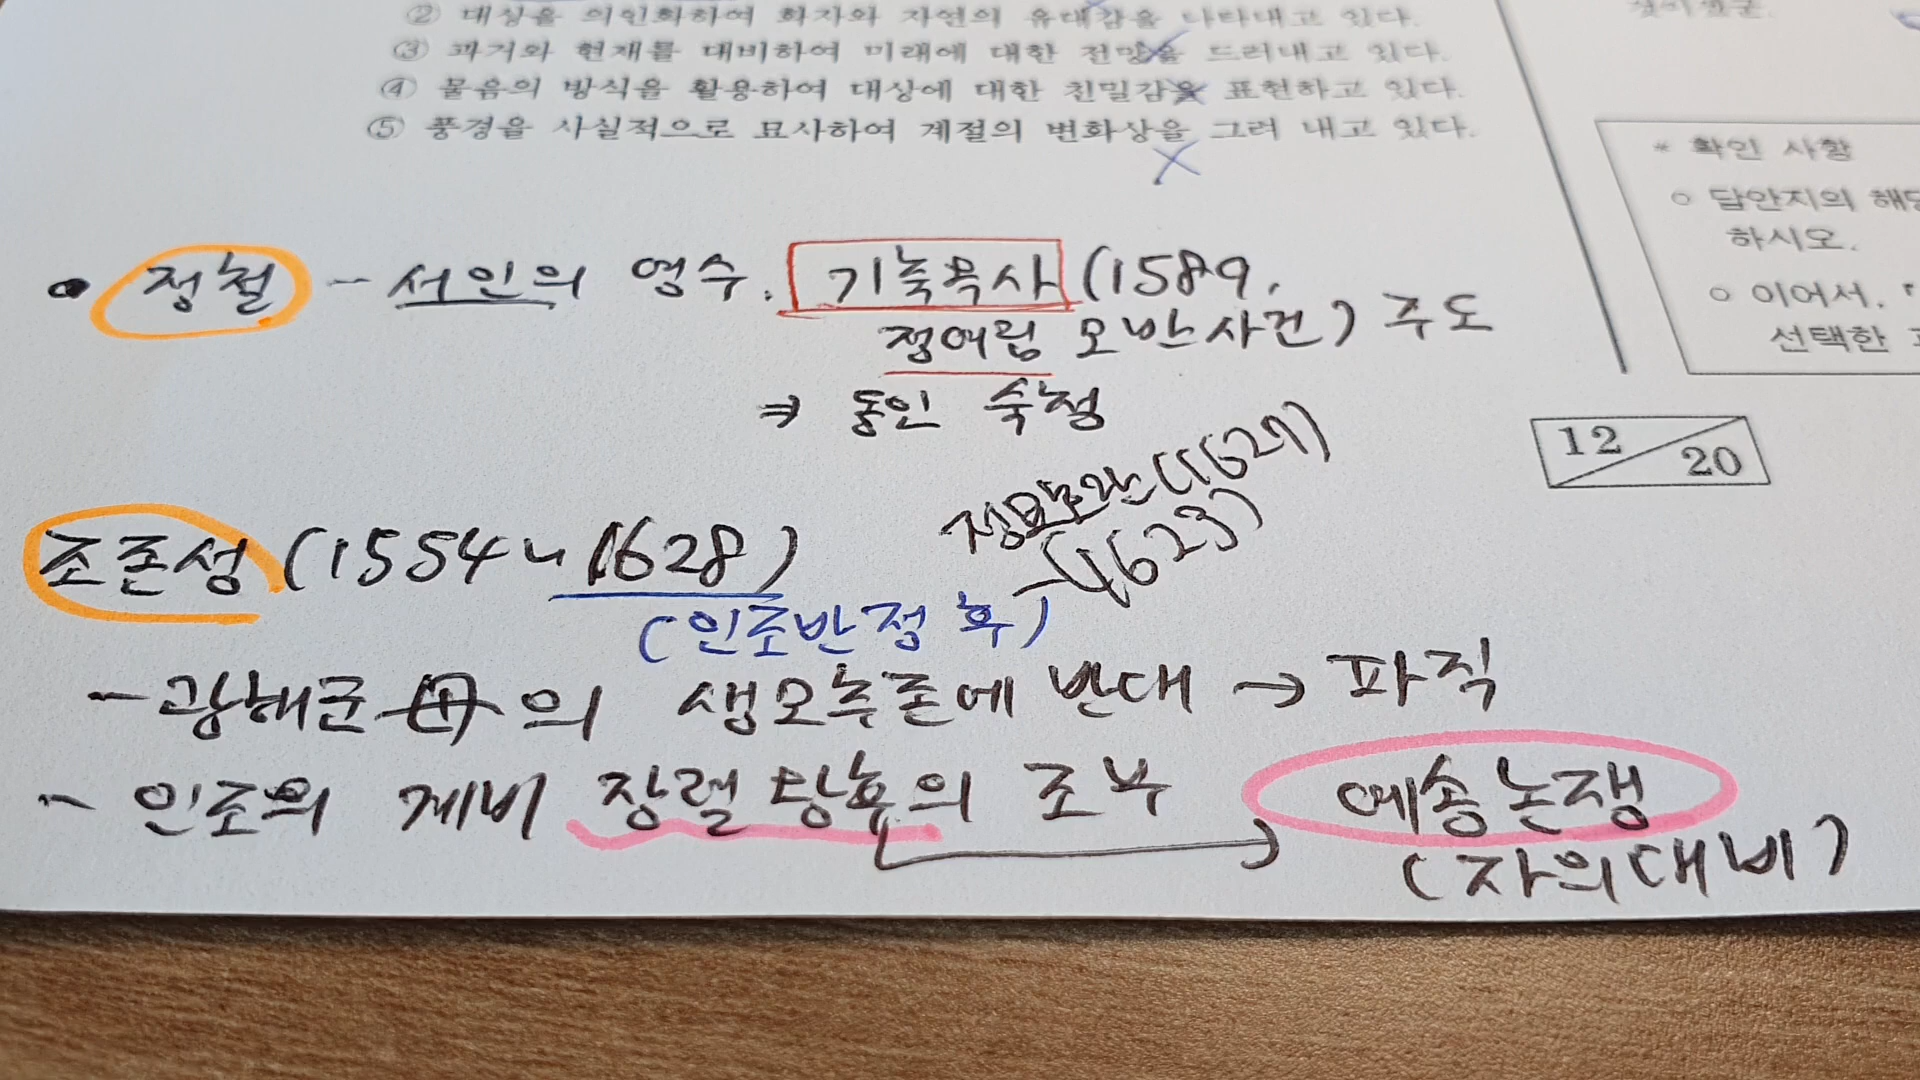 ② 대상을 의인화하여 화자와 자연의 유대감을 나타내고 있다.
③ 과거와 현재를 대비하여 미래에 대한 전망을 드러내고 있다.
④ 물음의 방식을 활용하여 대상에 대한 친밀감을 표현하고 있다.
⑤ 풍경을 사실적으로 묘사하여 계절의 변화상을 그려 내고 있다.
* 확인 사항
○ 답안지의 해당
하시오.
○ 이어서, 「
선택한
12 / 20
● 정철 - 서인의 영수. 기축옥사 (1589,
정여립 모반사건) 주도
⇒ 동인 숙청
조존성 (1554~1628)
정묘호란 (1627)
(인조반정 후) - (1623)
- 광해군 母의 생모추존에 반대 → 파직
- 인조의 계비 장렬왕후의 조부 예송논쟁
(자의대비)